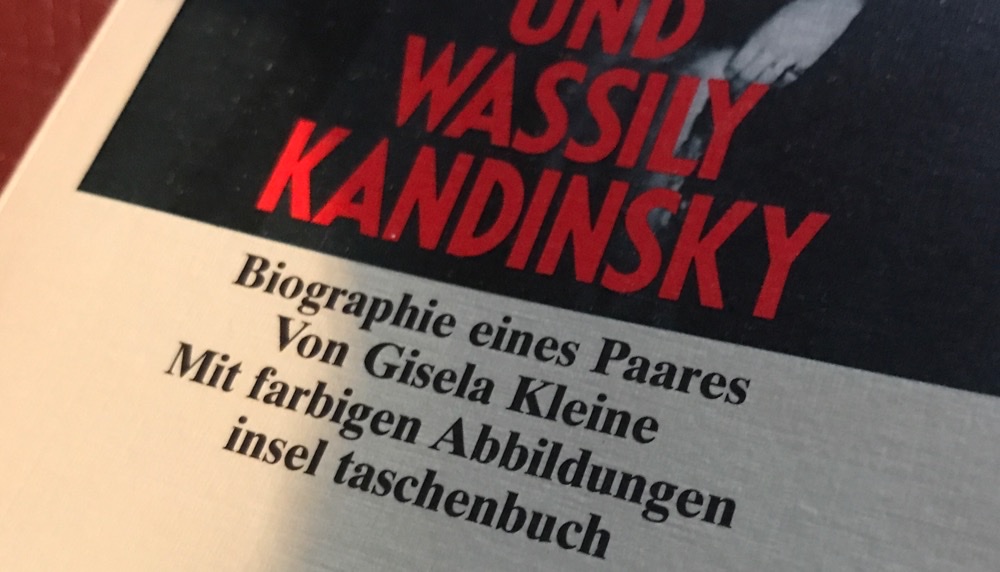 UND
WASSILY
KANDINSKY
Biographie eines Paares
Von Gisela Kleine
Mit farbigen Abbildungen
insel taschenbuch